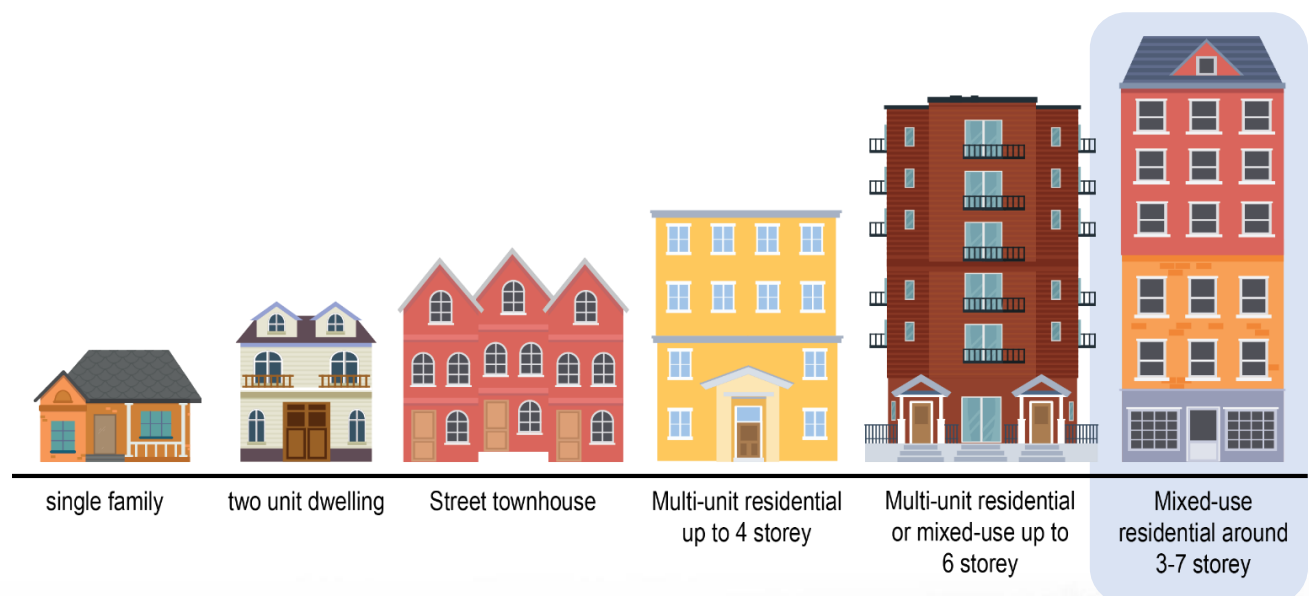 single family
two unit dwelling
Street townhouse
Multi-unit residential
up to 4 storey
Multi-unit residential
or mixed-use up to
6 storey
Mixed-use
residential around
3-7 storey